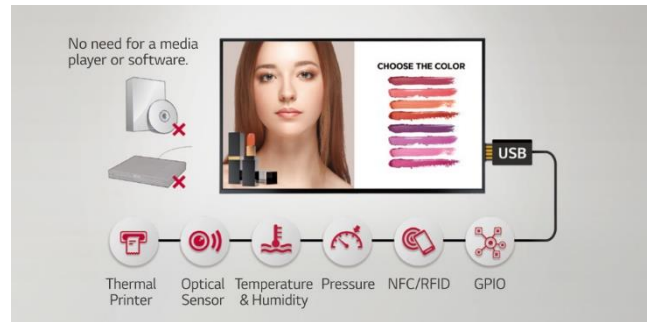 No need for a media
player or software.
CHOOSE THE COLOR
USB
Thermal
Printer
Optical
Sensor
Temperature
& Humidity
Pressure
NFC/RFID
GPIO